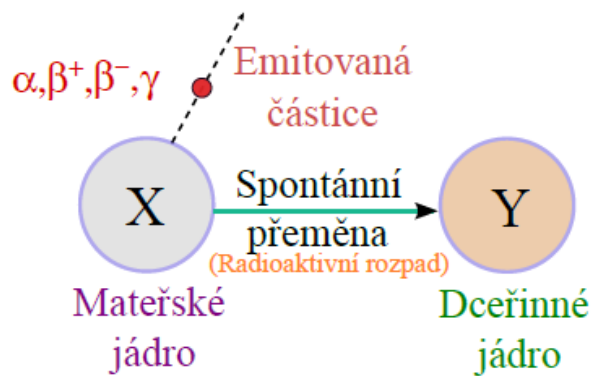 α,β⁺,β⁻,γ
Emitovaná
částice
X
Spontánní
přeměna
(Radioaktivní rozpad)
Y
Mateřské
jádro
Dceřinné
jádro